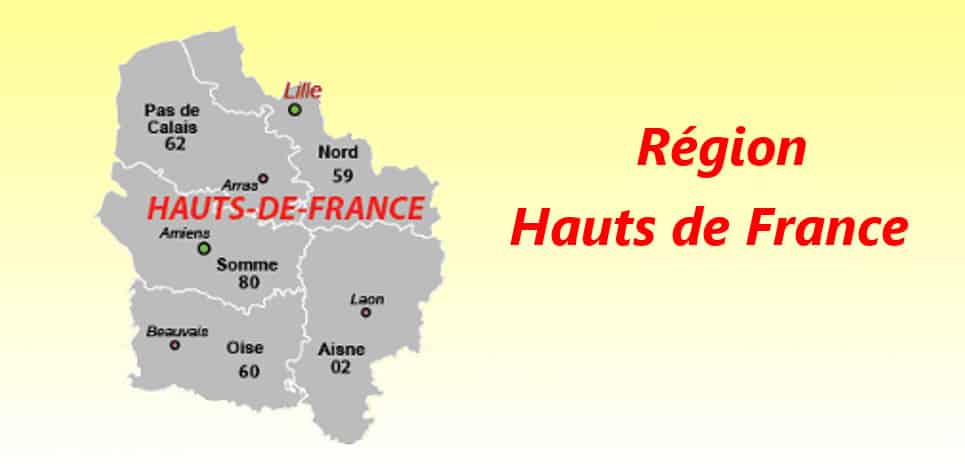 Lille
Pas de
Calais
62
Nord
59
Arras
HAUTS-DE-FRANCE
Amiens
Somme
80
Laon
Beauvais
Oise
60
Aisne
02
Région
Hauts de France